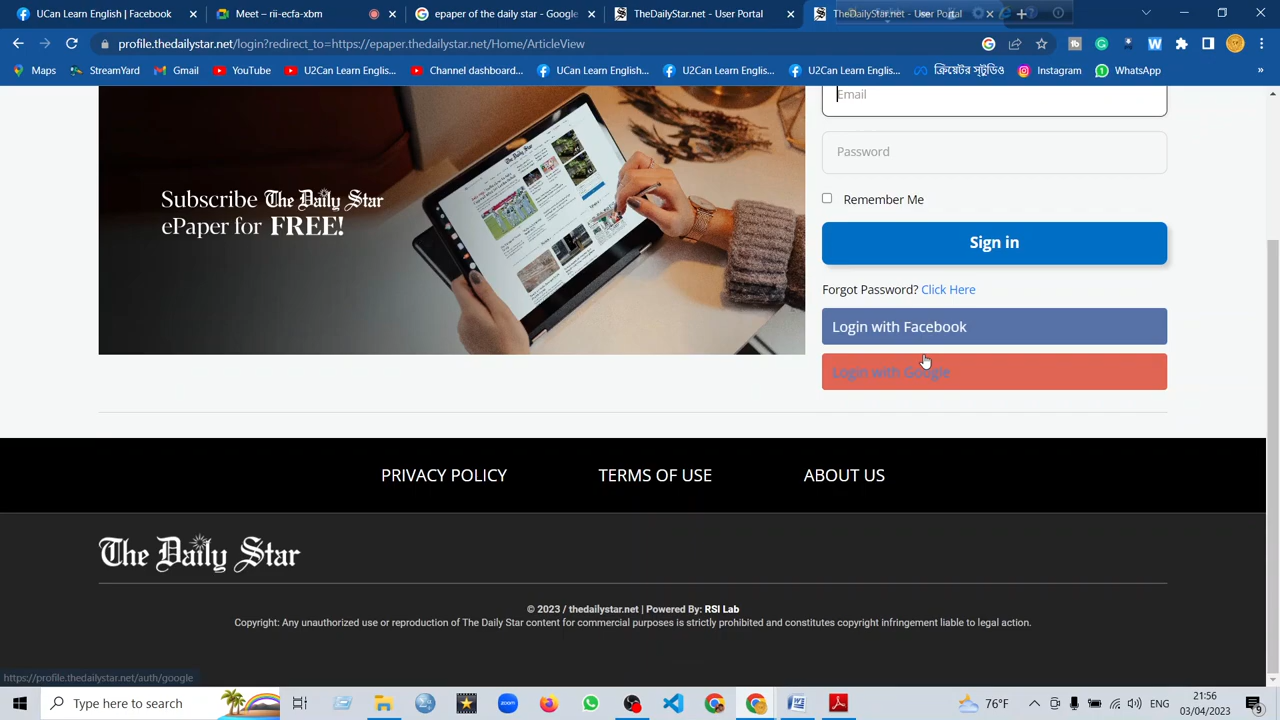 UCan Learn English | Facebook
Meet – rii-ecfa-xbm
epaper of the daily star - Google
TheDailyStar.net - User Portal
TheDailyStar.net - User Portal
profile.thedailystar.net/login?redirect_to=https://epaper.thedailystar.net/Home/ArticleView
Maps
StreamYard
Gmail
YouTube
U2Can Learn Englis...
Channel dashboard...
UCan Learn English...
U2Can Learn Englis...
U2Can Learn Englis...
ক্রিয়েটর স্টুডিও
Instagram
WhatsApp
»
Email
Password
Subscribe The Daily Star
ePaper for FREE!
Remember Me
Sign in
Forgot Password? Click Here
Login with Facebook
Login with Google
PRIVACY POLICY
TERMS OF USE
ABOUT US
The Daily Star
© 2023 / thedailystar.net | Powered By: RSI Lab
Copyright: Any unauthorized use or reproduction of The Daily Star content for commercial purposes is strictly prohibited and constitutes copyright infringement liable to legal action.
https://profile.thedailystar.net/auth/google
Type here to search
zoom
76°F
ENG
21:56
03/04/2023
9